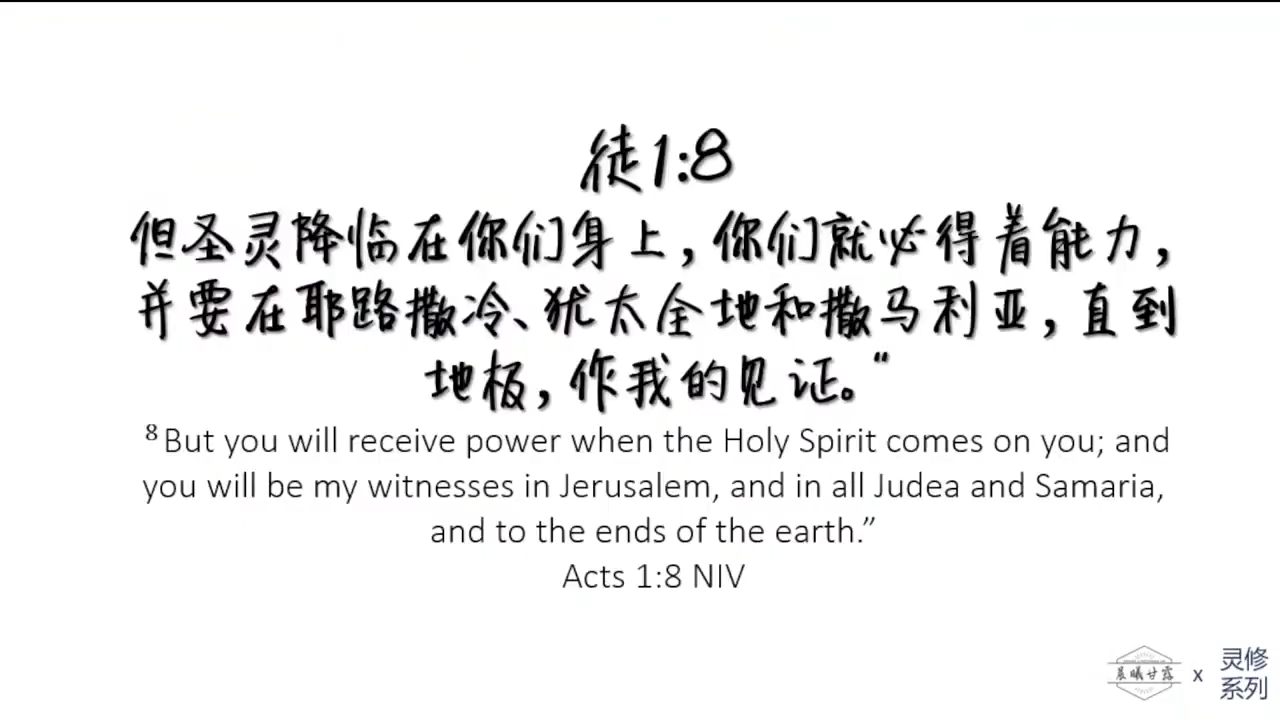 徒1:8
但圣灵降临在你们身上，你们就必得着能力，
并要在耶路撒冷、犹太全地和撒马利亚，直到
地极，作我的见证。“
⁸ But you will receive power when the Holy Spirit comes on you; and
you will be my witnesses in Jerusalem, and in all Judea and Samaria,
and to the ends of the earth.”
Acts 1:8 NIV
晨曦甘露 x 灵修
系列